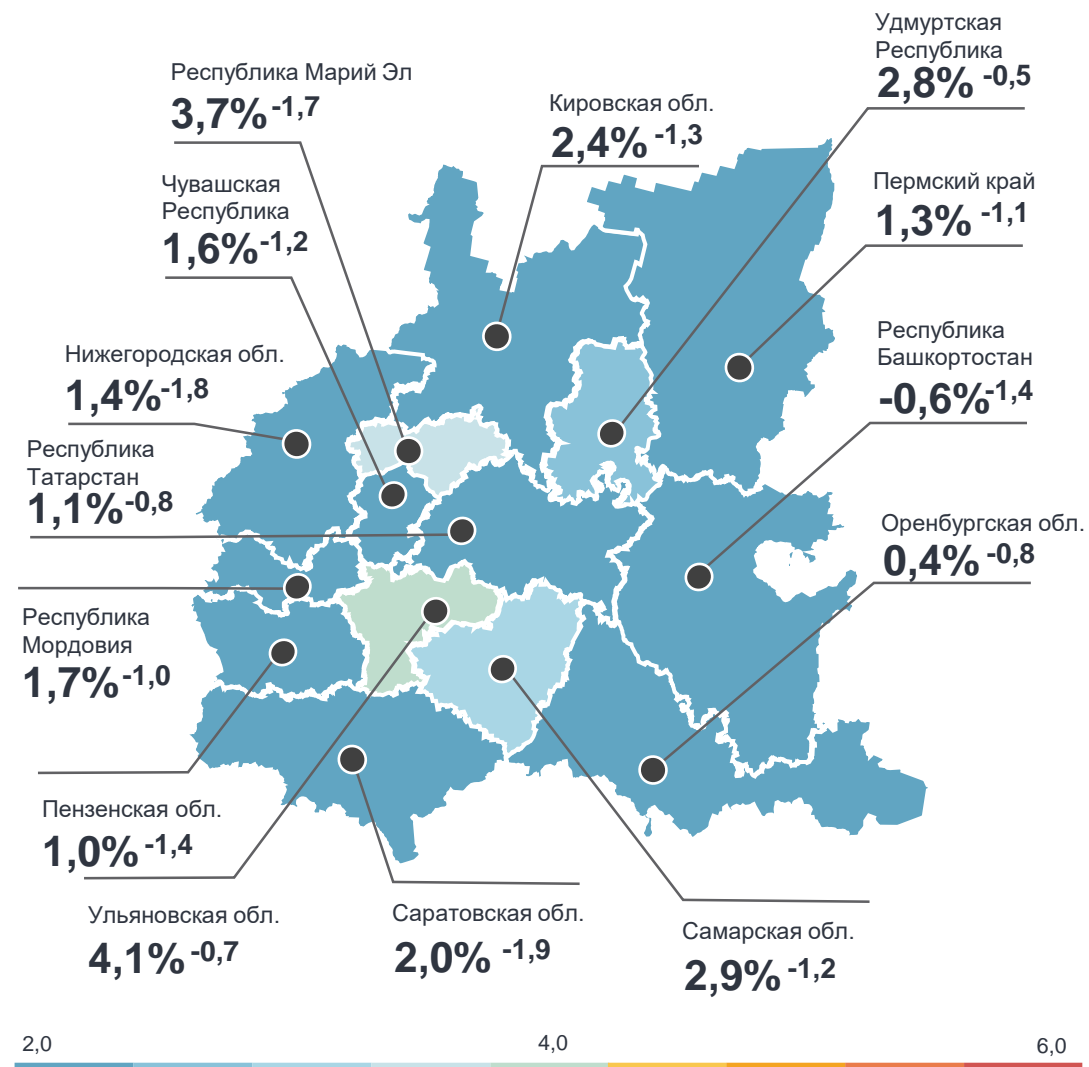 Удмуртская
Республика
2,8% -0,5
Республика Марий Эл
3,7% -1,7
Кировская обл.
2,4% -1,3
Чувашская
Республика
1,6% -1,2
Пермский край
1,3% -1,1
Республика
Башкортостан
-0,6% -1,4
Нижегородская обл.
1,4% -1,8
Республика
Татарстан
1,1% -0,8
Оренбургская обл.
0,4% -0,8
Республика
Мордовия
1,7% -1,0
Пензенская обл.
1,0% -1,4
Ульяновская обл.
4,1% -0,7
Саратовская обл.
2,0% -1,9
Самарская обл.
2,9% -1,2
2,0 4,0 6,0